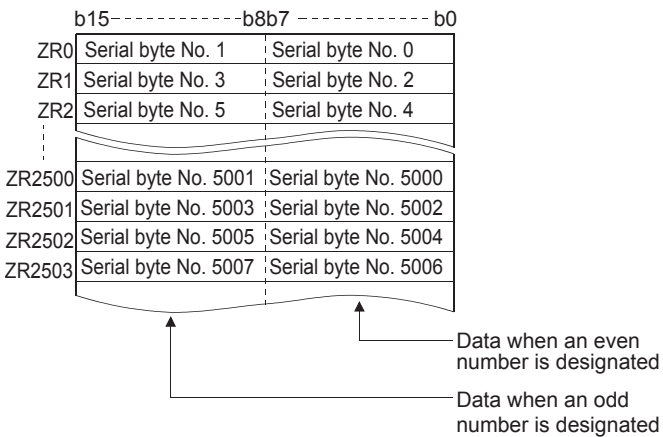 b15 b8b7 b0
ZR0 Serial byte No. 1 Serial byte No. 0
ZR1 Serial byte No. 3 Serial byte No. 2
ZR2 Serial byte No. 5 Serial byte No. 4
ZR2500 Serial byte No. 5001 Serial byte No. 5000
ZR2501 Serial byte No. 5003 Serial byte No. 5002
ZR2502 Serial byte No. 5005 Serial byte No. 5004
ZR2503 Serial byte No. 5007 Serial byte No. 5006
Data when an even
number is designated
Data when an odd
number is designated